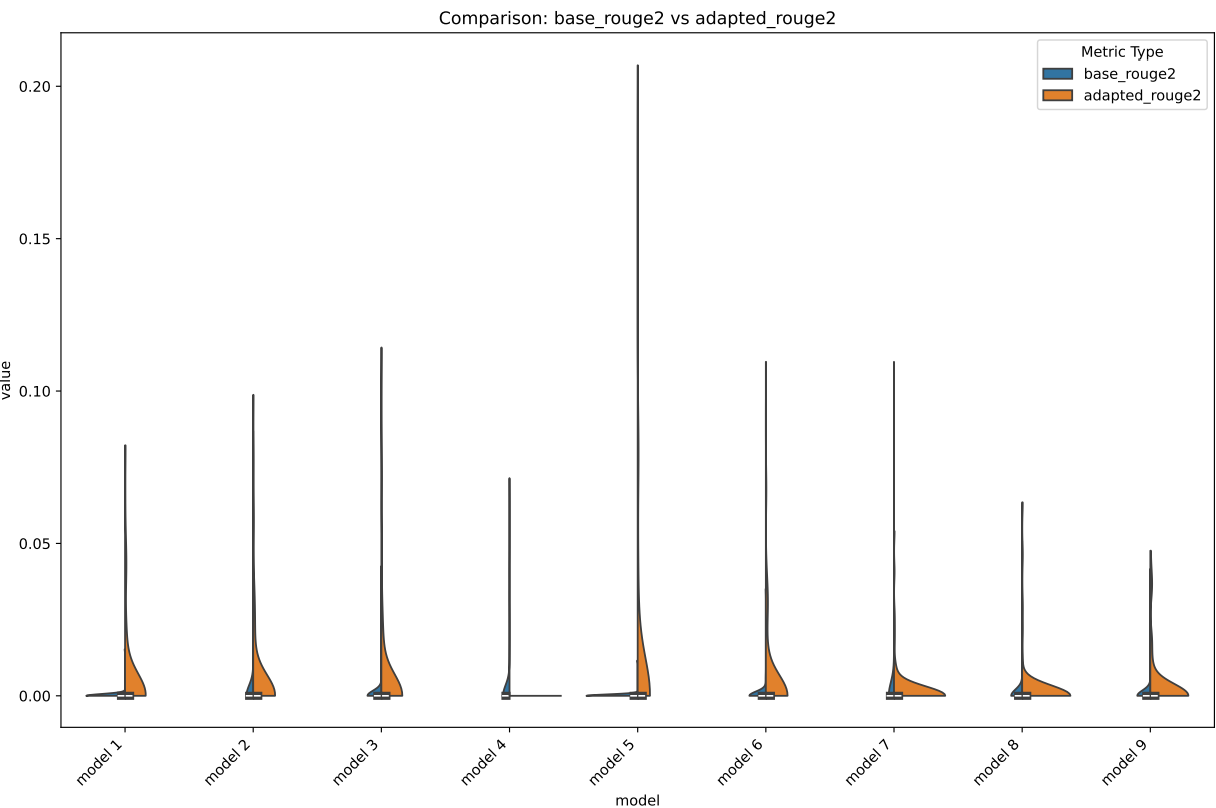 Comparison: base_rouge2 vs adapted_rouge2
Metric Type
base_rouge2
adapted_rouge2
value
0.20
0.15
0.10
0.05
0.00
model 1
model 2
model 3
model 4
model 5
model 6
model 7
model 8
model 9
model